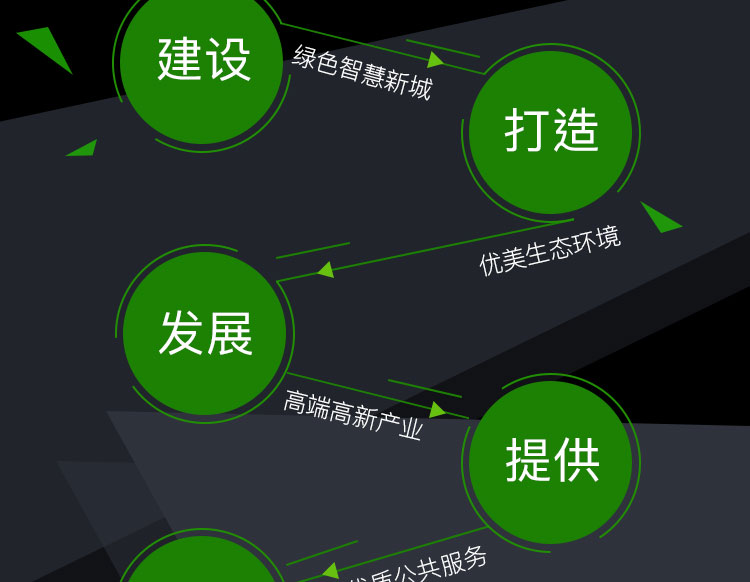 建设
绿色智慧新城
打造
优美生态环境
发展
高端高新产业
提供
优质公共服务